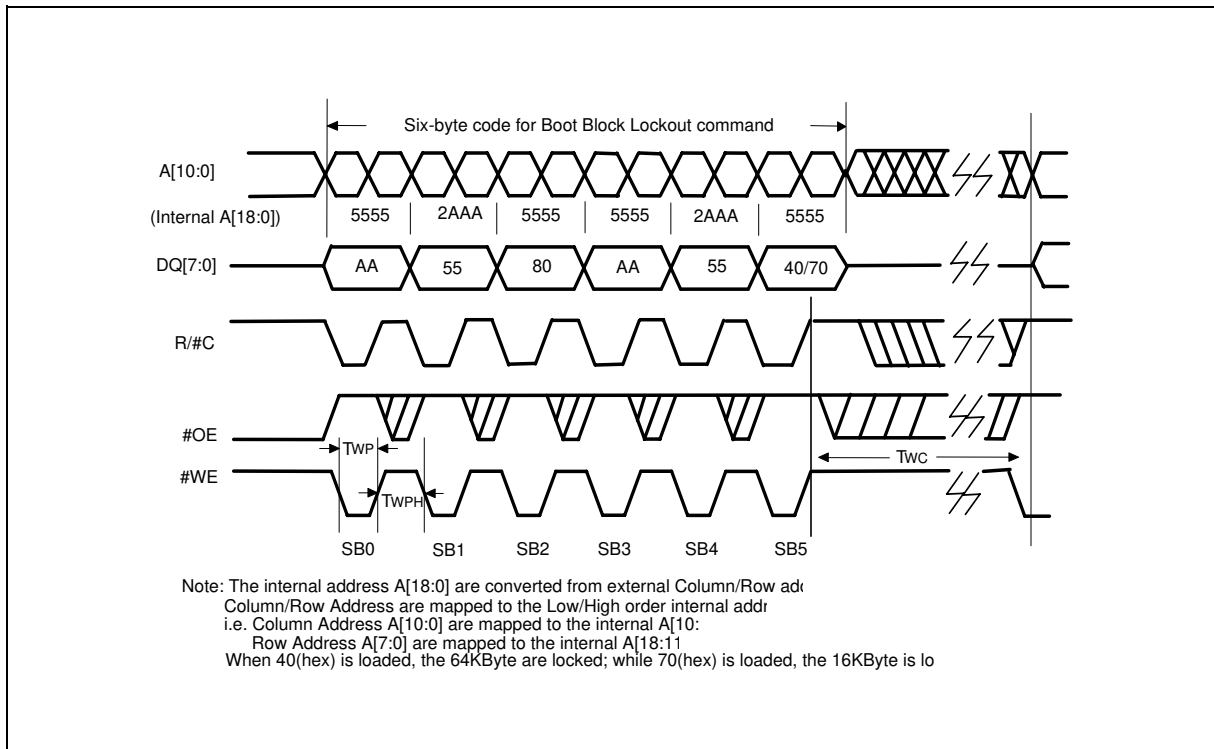 Six-byte code for Boot Block Lockout command
A[10:0]
(Internal A[18:0])
5555 2AAA 5555 5555 2AAA 5555
DQ[7:0]
AA 55 80 AA 55 40/70
R/#C
#OE
TWP
TWC
#WE
TWPH
SB0 SB1 SB2 SB3 SB4 SB5
Note: The internal address A[18:0] are converted from external Column/Row
Column/Row Address are mapped to the Low/High order internal
i.e. Column Address A[10:0] are mapped to the internal A[10:
Row Address A[7:0] are mapped to the internal A[18:11
When 40(hex) is loaded, the 64KByte are locked; while 70(hex) is loaded, the 16KByte is